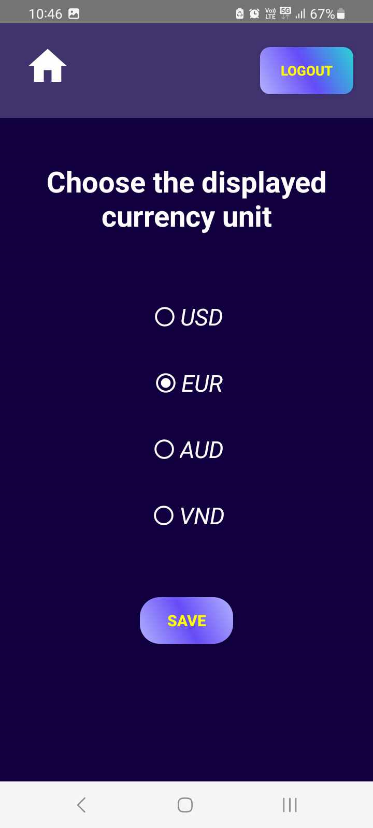 10:46 67%
LOGOUT
Choose the displayed
currency unit
USD
EUR
AUD
VND
SAVE